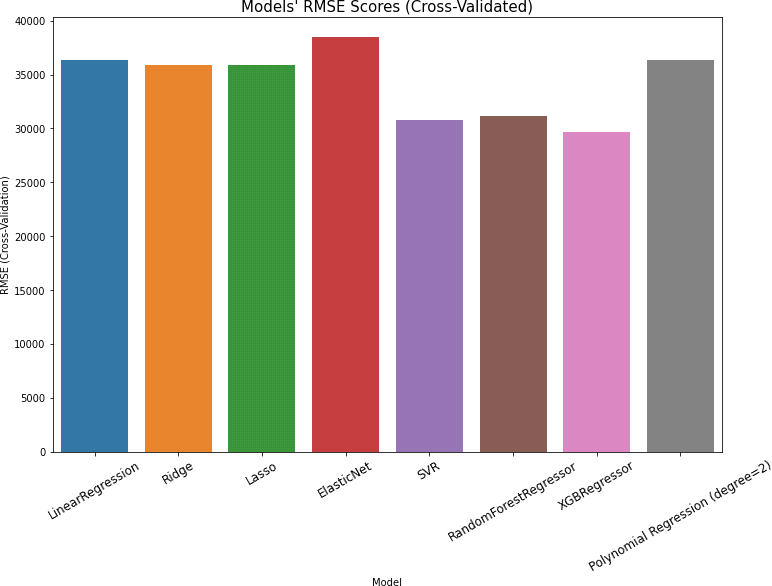 Models' RMSE Scores (Cross-Validated)
40000
35000
30000
25000
20000
15000
10000
5000
0
RMSE (Cross-Validation)
LinearRegression
Ridge
Lasso
ElasticNet
SVR
RandomForestRegressor
XGBRegressor
Polynomial Regression (degree=2)
Model